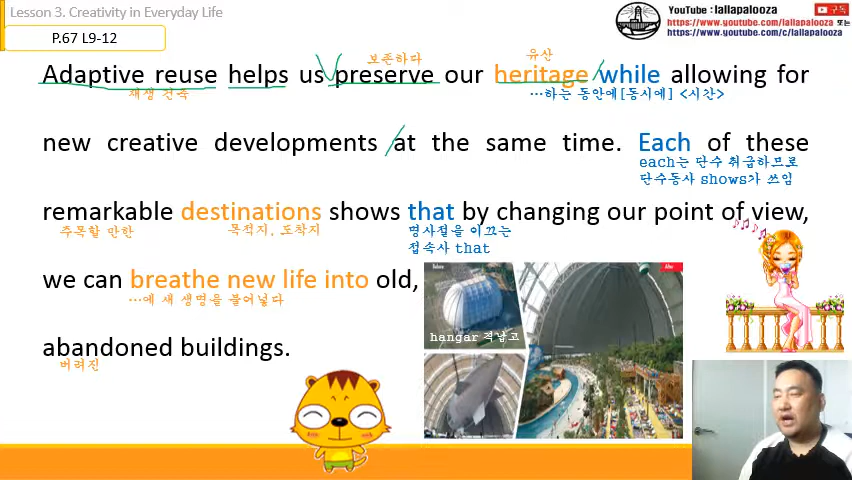 Lesson 3. Creativity in Everyday Life
P.67 L9-12
YouTube : lallapalooza
구독
https://www.youtube.com/lallapalooza 또는
https://www.youtube.com/c/lallapalooza
보존하다
유산
Adaptive reuse helps us preserve our heritage while allowing for
재생 건축
…하는 동안에[동시에] <시간>
new creative developments at the same time. Each of these
each는 단수 취급하므로
단수동사 shows가 쓰임
remarkable destinations shows that by changing our point of view,
주목할 만한
목적지, 도착지
명사절을 이끄는
접속사 that
we can breathe new life into old,
…에 새 생명을 불어넣다
Before
After
hangar 격납고
abandoned buildings.
버려진